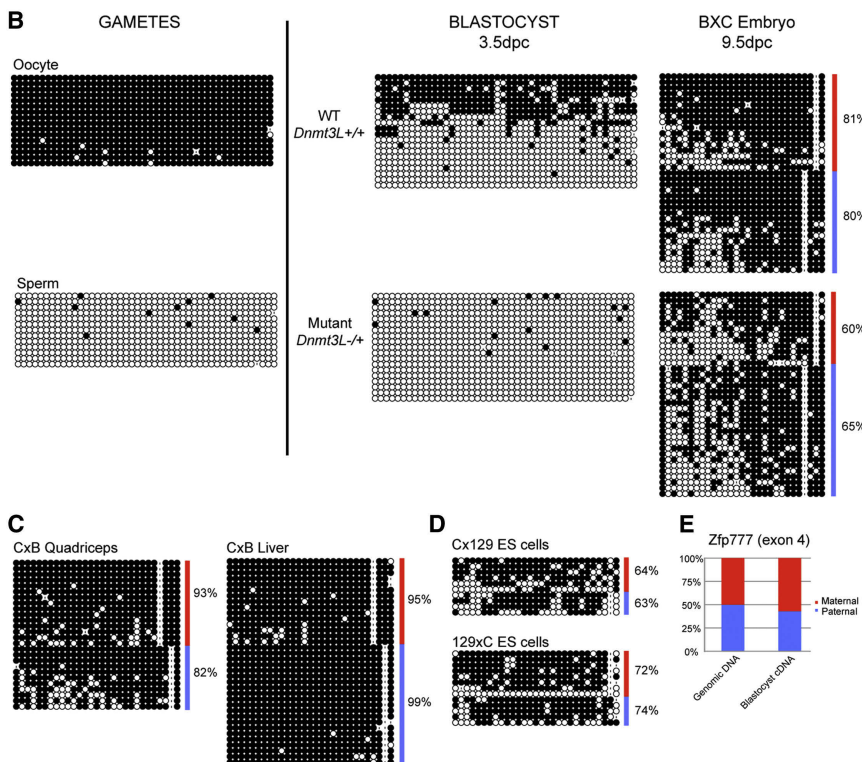 B
GAMETES
BLASTOCYST
3.5dpc
BXC Embryo
9.5dpc
Oocyte
WT
Dnmt3L+/+
81%
80%
Sperm
Mutant
Dnmt3L-/+
60%
65%
C
CxB Quadriceps
93%
82%
CxB Liver
95%
99%
D
Cx129 ES cells
64%
63%
129xC ES cells
72%
74%
E
Zfp777 (exon 4)
100%
75%
50%
25%
0%
Maternal
Paternal
Genomic DNA
Blastocyst cDNA